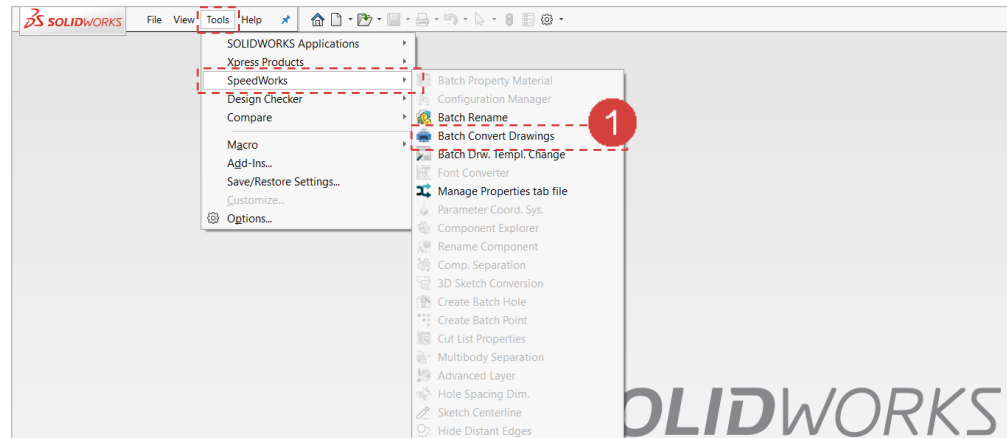 SOLIDWORKS File View Tools Help
SOLIDWORKS Applications
Xpress Products
SpeedWorks
Design Checker
Compare
Macro
Add-Ins...
Save/Restore Settings...
Customize...
Options...
Batch Property Material
Configuration Manager
Batch Rename
1
Batch Convert Drawings
Batch Drw. Templ. Change
Font Converter
Manage Properties tab file
Parameter Coord. Sys.
Component Explorer
Rename Component
Comp. Separation
3D Sketch Conversion
Create Batch Hole
Create Batch Point
Cut List Properties
Multibody Separation
Advanced Layer
Hole Spacing Dim.
Sketch Centerline
Hide Distant Edges
OLIDWORKS